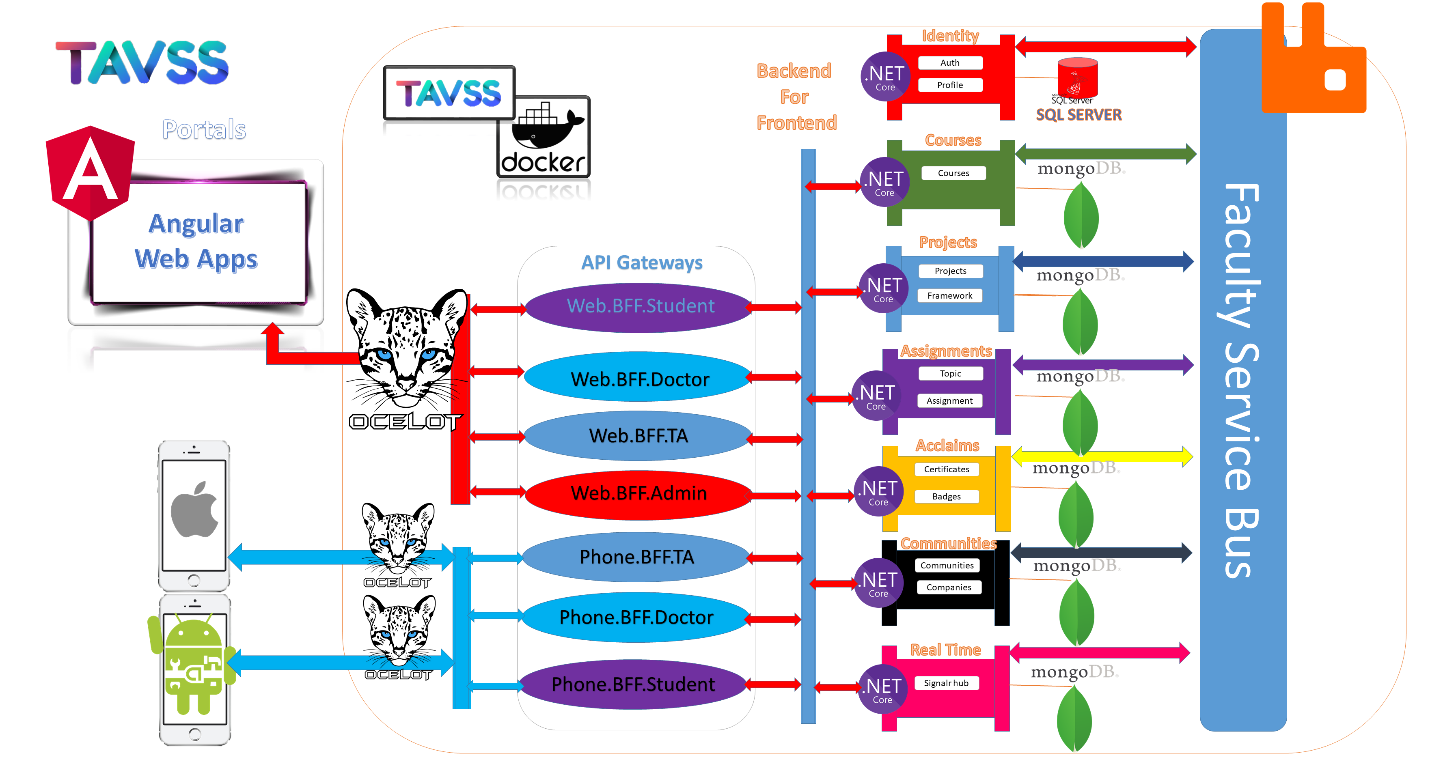 TAVSS
Portals
Angular
Web Apps
TAVSS
docker
OCELOT
OCELOT
OCELOT
API Gateways
Web.BFF.Student
Web.BFF.Doctor
Web.BFF.TA
Web.BFF.Admin
Phone.BFF.TA
Phone.BFF.Doctor
Phone.BFF.Student
Backend
For
Frontend
Identity
.NET
Core
Auth
Profile
SQL Server
SQL SERVER
Courses
.NET
Core
Courses
mongoDB
Projects
.NET
Core
Projects
Framework
mongoDB
Assignments
.NET
Core
Topic
Assignment
mongoDB
Acclaims
.NET
Core
Certificates
Badges
mongoDB
Communities
.NET
Core
Communities
Companies
mongoDB
Real Time
.NET
Core
Signalr hub
mongoDB
Faculty Service Bus